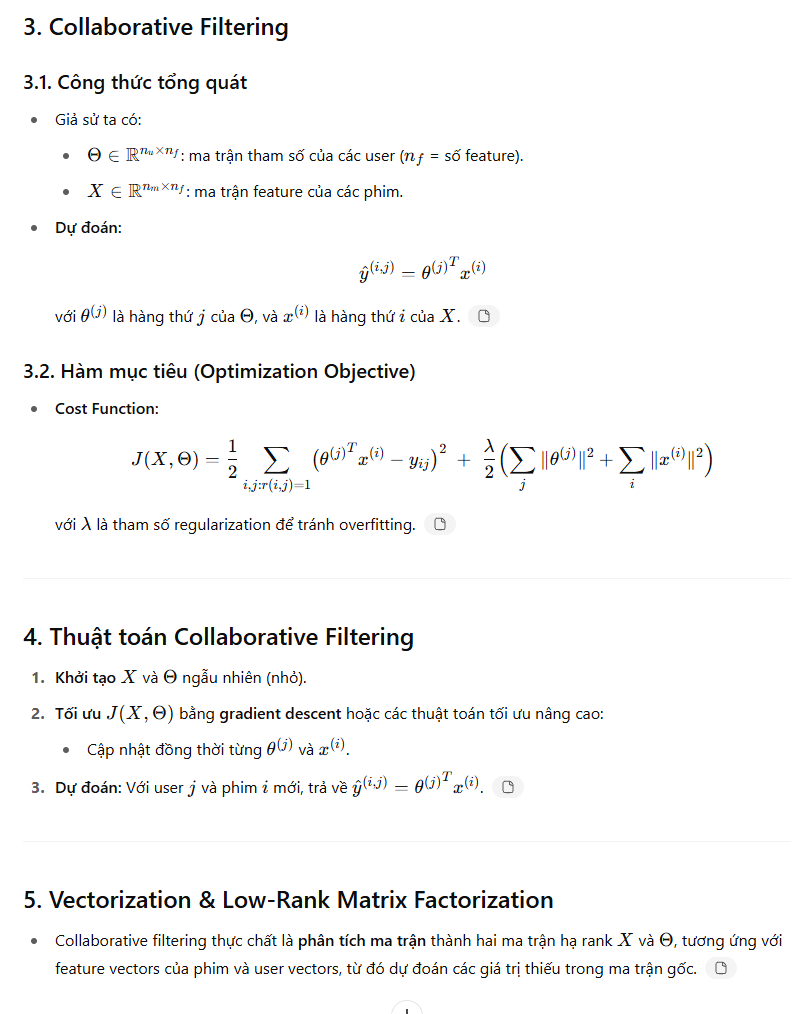 3. Collaborative Filtering
3.1. Công thức tổng quát
• Giả sử ta có:
• Θ ∈ ℝ^{n_u×n_f}: ma trận tham số của các user (n_f = số feature).
• X ∈ ℝ^{n_m×n_f}: ma trận feature của các phim.
• Dự đoán:
ŷ^{(i,j)} = θ^{(j)^T} x^{(i)}
với θ^{(j)} là hàng thứ j của Θ, và x^{(i)} là hàng thứ i của X.
3.2. Hàm mục tiêu (Optimization Objective)
• Cost Function:
J(X, Θ) = \frac{1}{2} \sum_{i,j:r(i,j)=1} (θ^{(j)^T} x^{(i)} − y_{ij})^2 + \frac{λ}{2} (\sum_j ‖θ^{(j)}‖^2 + \sum_i ‖x^{(i)}‖^2)
với λ là tham số regularization để tránh overfitting.
4. Thuật toán Collaborative Filtering
1. Khởi tạo X và Θ ngẫu nhiên (nhỏ).
2. Tối ưu J(X, Θ) bằng gradient descent hoặc các thuật toán tối ưu nâng cao:
• Cập nhật đồng thời từng θ^{(j)} và x^{(i)}.
3. Dự đoán: Với user j và phim i mới, trả về ŷ^{(i,j)} = θ^{(j)^T} x^{(i)}.
5. Vectorization & Low-Rank Matrix Factorization
• Collaborative filtering thực chất là phân tích ma trận thành hai ma trận hạ rank X và Θ, tương ứng với
feature vectors của phim và user vectors, từ đó dự đoán các giá trị thiếu trong ma trận gốc.